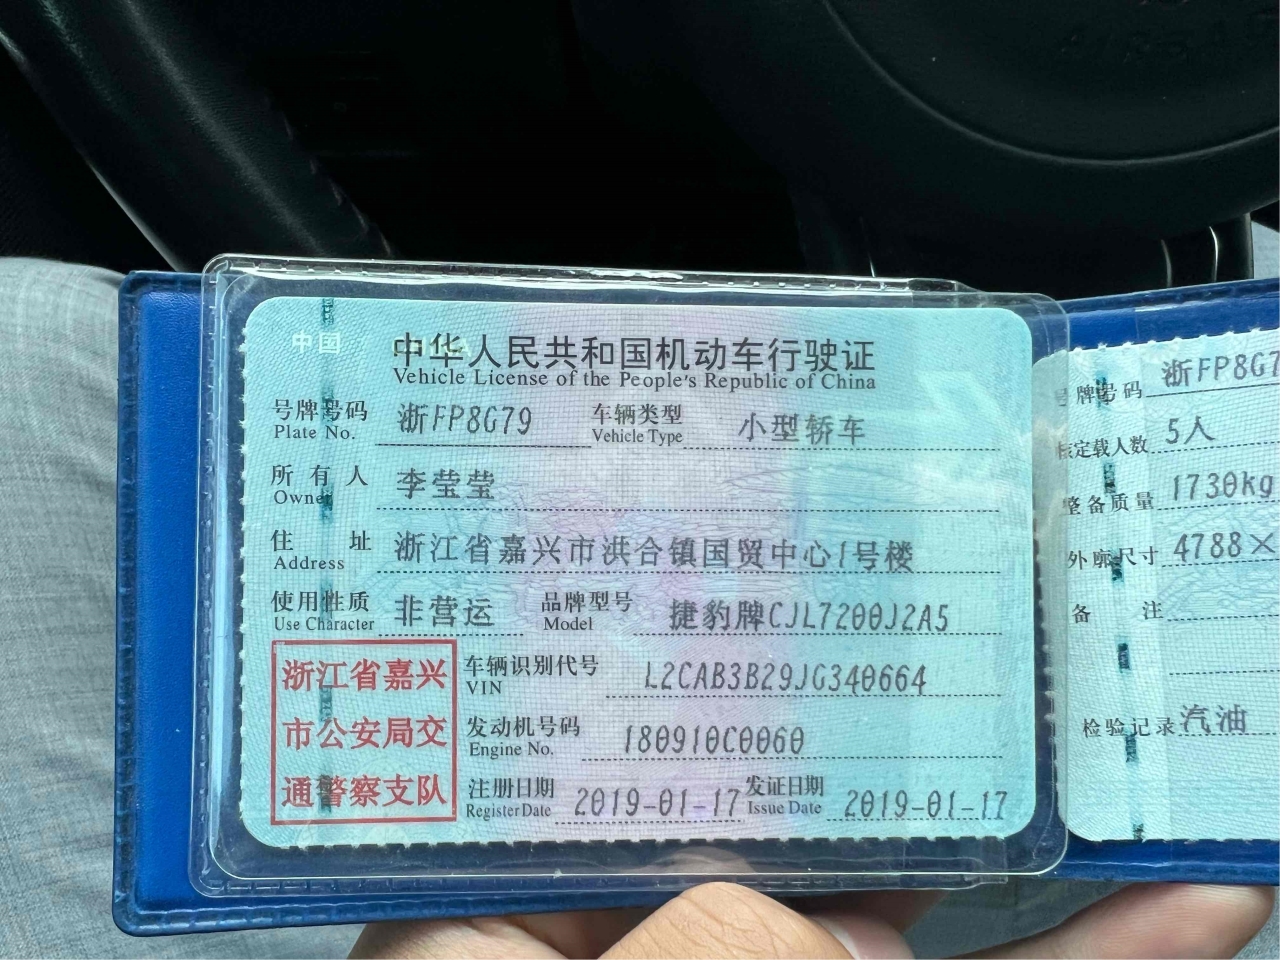 中国
中华人民共和国机动车行驶证
Vehicle License of the People's Republic of China
号牌号码 浙FP8G79 车辆类型 小型轿车
Plate No. Vehicle Type
所有人 李莹莹
Owner
住址 浙江省嘉兴市洪合镇国贸中心1号楼
Address
使用性质 非营运 品牌型号 捷豹牌CJL7200J2A5
Use Character Model
浙江省嘉兴
市公安局交
通警察支队
车辆识别代号 L2CAB3B29JG340664
VIN
发动机号码 180910C0060
Engine No.
注册日期 2019-01-17 发证日期 2019-01-17
Register Date Issue Date
号牌号码 浙FP8G7
核定载人数 5人
整备质量 1730kg
外廓尺寸 4788×
备注
检验记录 汽油